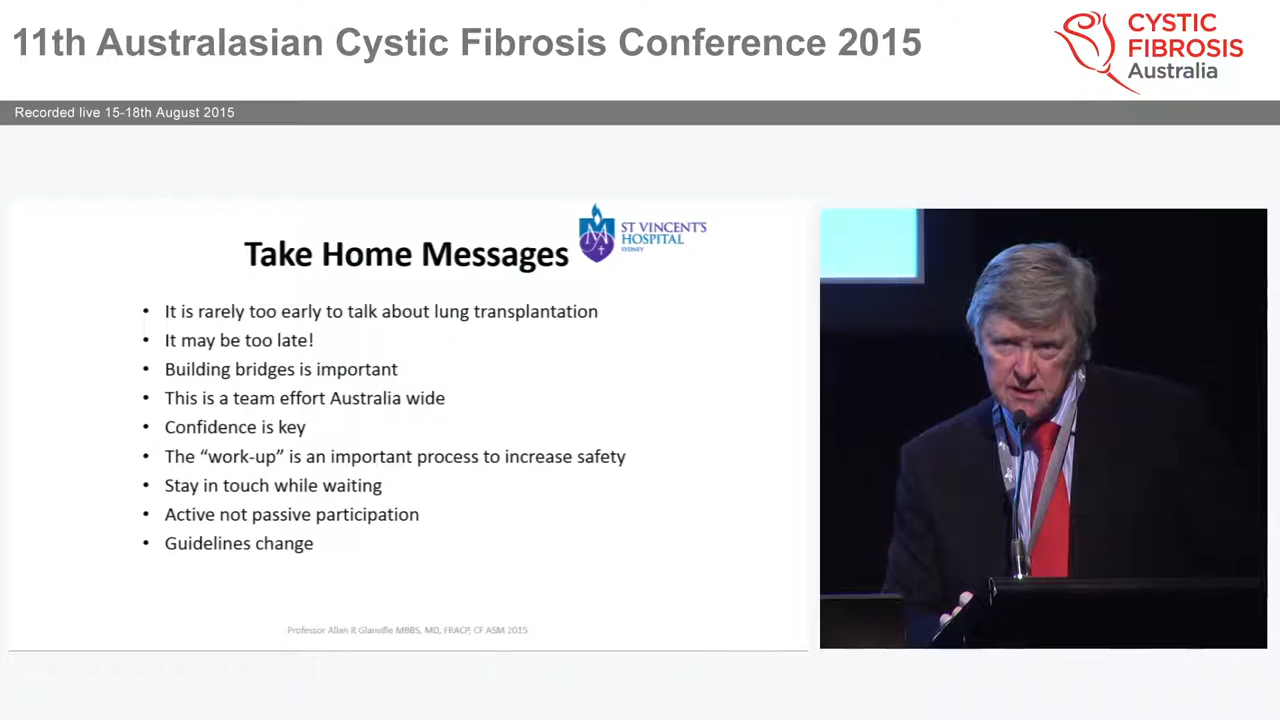 11th Australasian Cystic Fibrosis Conference 2015
CYSTIC
FIBROSIS
Australia
Recorded live 15-18th August 2015
ST VINCENT'S
HOSPITAL
SYDNEY
Take Home Messages
• It is rarely too early to talk about lung transplantation
• It may be too late!
• Building bridges is important
• This is a team effort Australia wide
• Confidence is key
• The “work-up” is an important process to increase safety
• Stay in touch while waiting
• Active not passive participation
• Guidelines change
Professor Allan R Glanville MBBS, MD, FRACP, CF ASM 2015